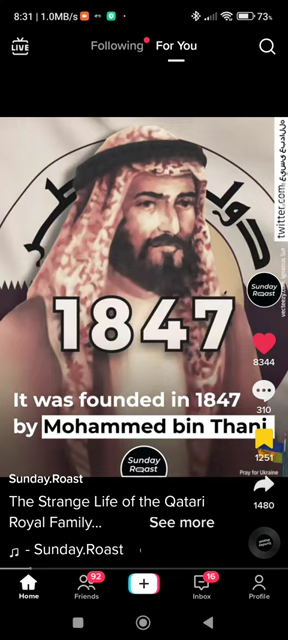 8:31 | 1.0MB/s
73%
LIVE
Following
For You
دولة
قطر
twitter.com/
Sunday
Roast
1847
8344
It was founded in 1847
310
by Mohammed bin Thani
1251
Sunday
Roast
Pray for Ukraine
Sunday.Roast
1480
The Strange Life of the Qatari
Royal Family...
See more
- Sunday.Roast
92
16
Home
Friends
Inbox
Profile